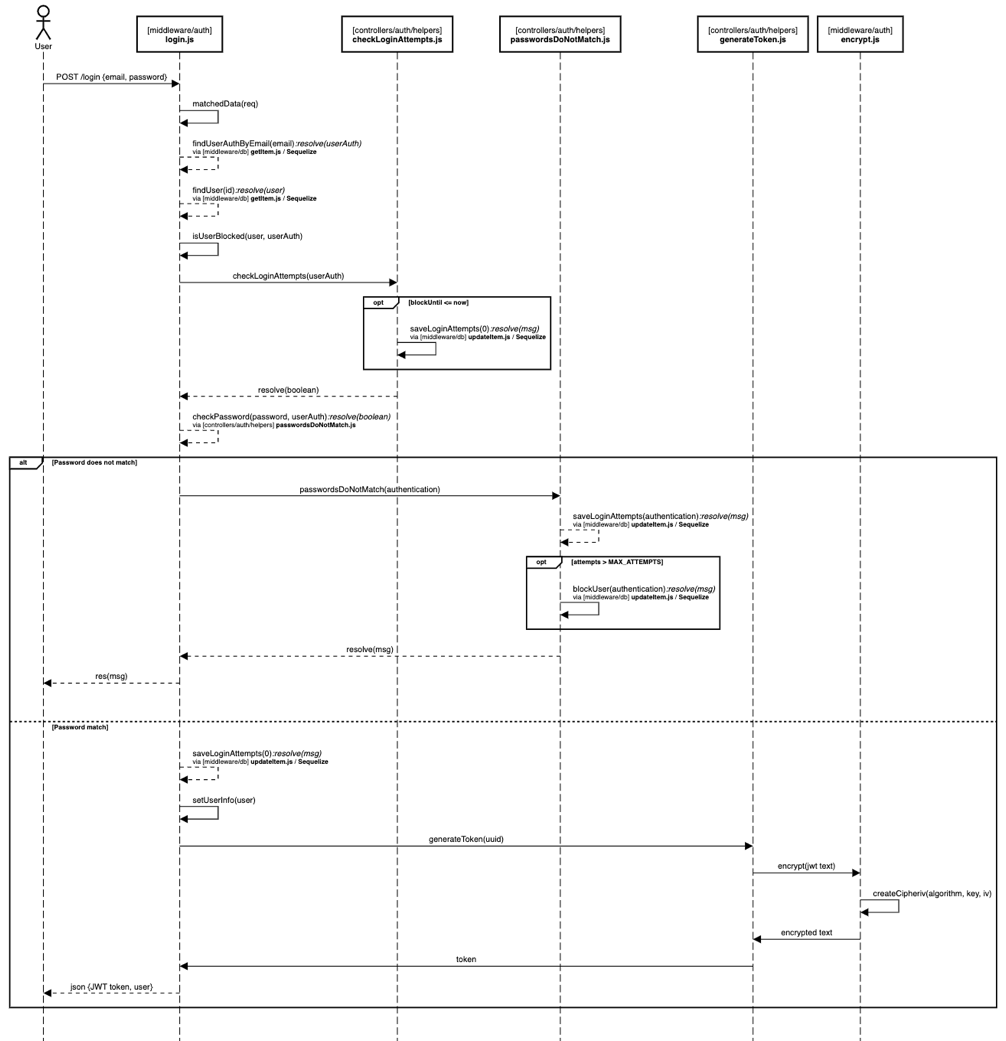 User
[middleware/auth]
login.js
[controllers/auth/helpers]
checkLoginAttempts.js
[controllers/auth/helpers]
passwordsDoNotMatch.js
[controllers/auth/helpers]
generateToken.js
[middleware/auth]
encrypt.js
POST /login {email, password}
matchedData(req)
findUserAuthByEmail(email):resolve(userAuth)
via [middleware/db] getItem.js / Sequelize
findUser(id):resolve(user)
via [middleware/db] getItem.js / Sequelize
isUserBlocked(user, userAuth)
checkLoginAttempts(userAuth)
opt [blockUntil <= now]
saveLoginAttempts(0):resolve(msg)
via [middleware/db] updateItem.js / Sequelize
resolve(boolean)
checkPassword(password, userAuth):resolve(boolean)
via [controllers/auth/helpers] passwordsDoNotMatch.js
alt [Password does not match]
passwordsDoNotMatch(authentication)
saveLoginAttempts(authentication):resolve(msg)
via [middleware/db] updateItem.js / Sequelize
opt [attempts > MAX_ATTEMPTS]
blockUser(authentication):resolve(msg)
via [middleware/db] updateItem.js / Sequelize
resolve(msg)
res(msg)
[Password match]
saveLoginAttempts(0):resolve(msg)
via [middleware/db] updateItem.js / Sequelize
setUserInfo(user)
generateToken(uuid)
encrypt(jwt text)
createCipheriv(algorithm, key, iv)
encrypted text
token
json {JWT token, user}